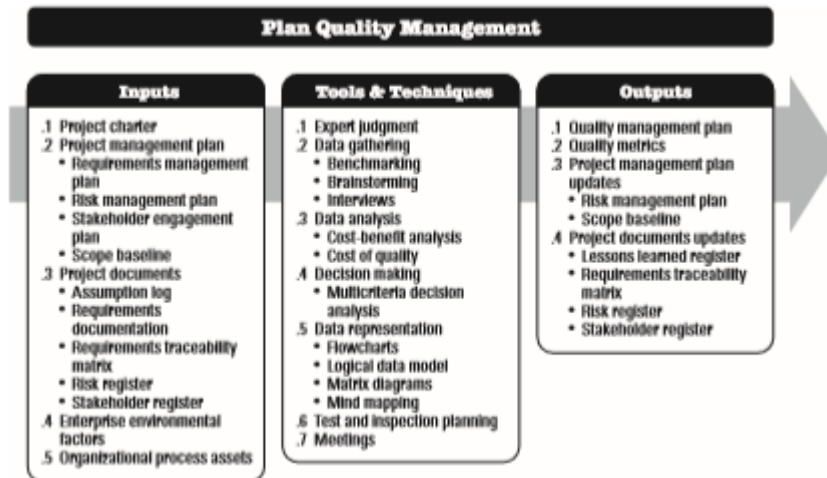 Plan Quality Management
Inputs
.1 Project charter
.2 Project management plan
• Requirements management
plan
• Risk management plan
• Stakeholder engagement
plan
• Scope baseline
.3 Project documents
• Assumption log
• Requirements
documentation
• Requirements traceability
matrix
• Risk register
• Stakeholder register
.4 Enterprise environmental
factors
.5 Organizational process assets
Tools & Techniques
.1 Expert judgment
.2 Data gathering
• Benchmarking
• Brainstorming
• Interviews
.3 Data analysis
• Cost-benefit analysis
• Cost of quality
.4 Decision making
• Multicriteria decision
analysis
.5 Data representation
• Flowcharts
• Logical data model
• Matrix diagrams
• Mind mapping
.6 Test and inspection planning
.7 Meetings
Outputs
.1 Quality management plan
.2 Quality metrics
.3 Project management plan
updates
• Risk management plan
• Scope baseline
.4 Project documents updates
• Lessons learned register
• Requirements traceability
matrix
• Risk register
• Stakeholder register